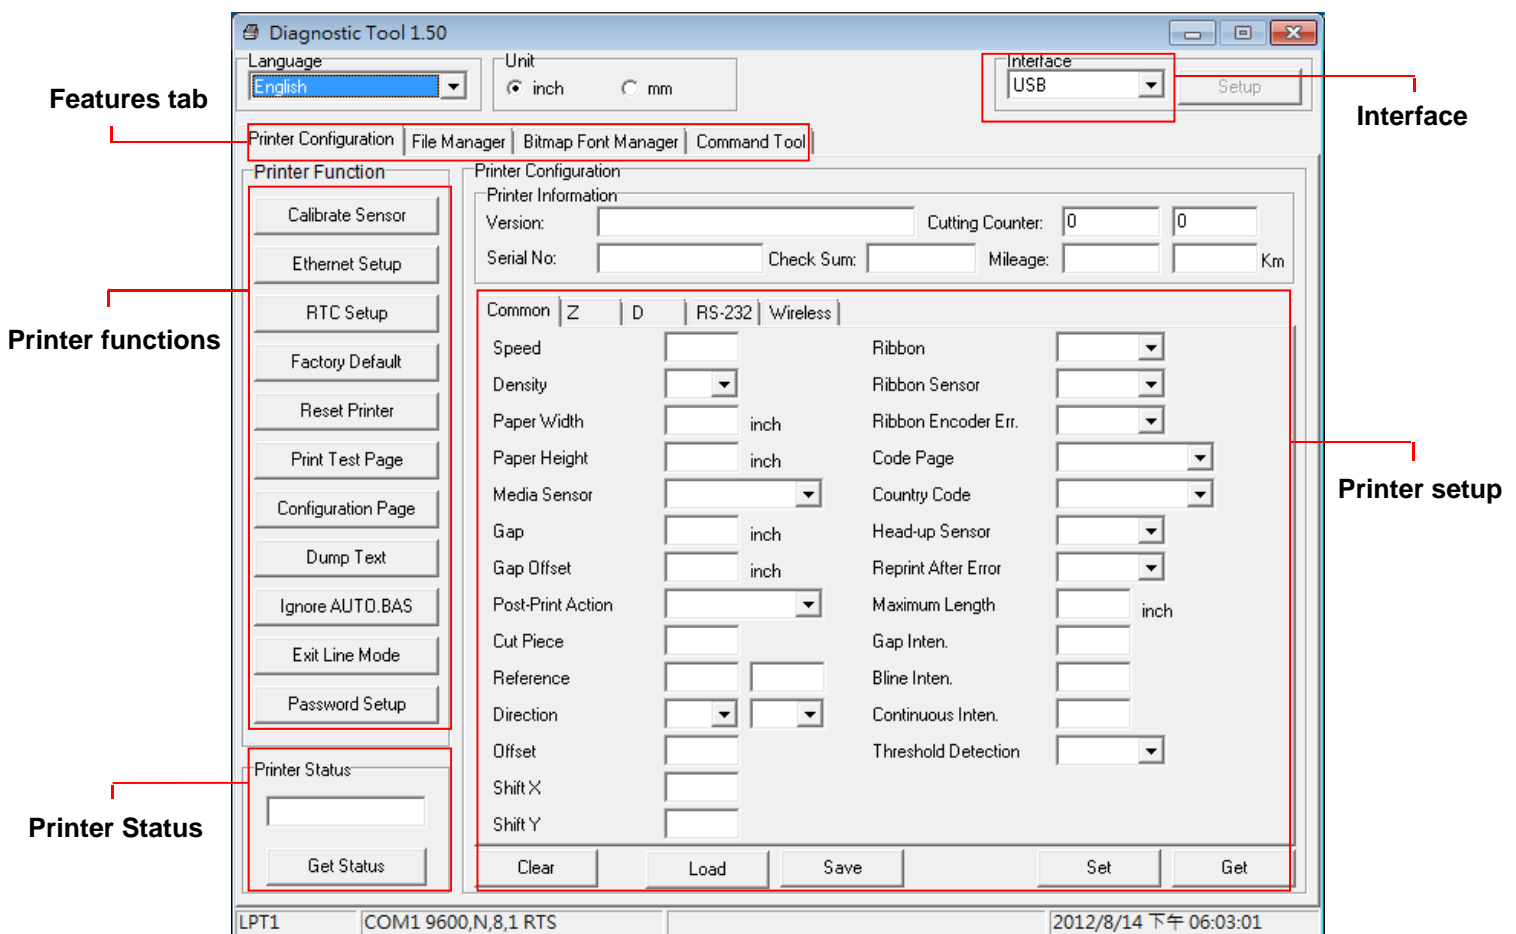 Diagnostic Tool 1.50
Language
English
Unit
inch
mm
Interface
USB
Setup
Features tab
Interface
Printer Configuration
File Manager
Bitmap Font Manager
Command Tool
Printer Function
Calibrate Sensor
Ethernet Setup
RTC Setup
Factory Default
Reset Printer
Print Test Page
Configuration Page
Dump Text
Ignore AUTO.BAS
Exit Line Mode
Password Setup
Printer functions
Printer Status
Get Status
Printer Status
Printer Configuration
Printer Information
Version:
Cutting Counter: 0 0
Serial No:
Check Sum:
Mileage:
Km
Common
Z
D
RS-232
Wireless
Speed
Density
Paper Width inch
Paper Height inch
Media Sensor
Gap inch
Gap Offset inch
Post-Print Action
Cut Piece
Reference
Direction
Offset
Shift X
Shift Y
Ribbon
Ribbon Sensor
Ribbon Encoder Err.
Code Page
Country Code
Head-up Sensor
Reprint After Error
Maximum Length inch
Gap Inten.
Bline Inten.
Continuous Inten.
Threshold Detection
Printer setup
Clear
Load
Save
Set
Get
LPT1
COM1 9600,N,8,1 RTS
2012/8/14 下午 06:03:01